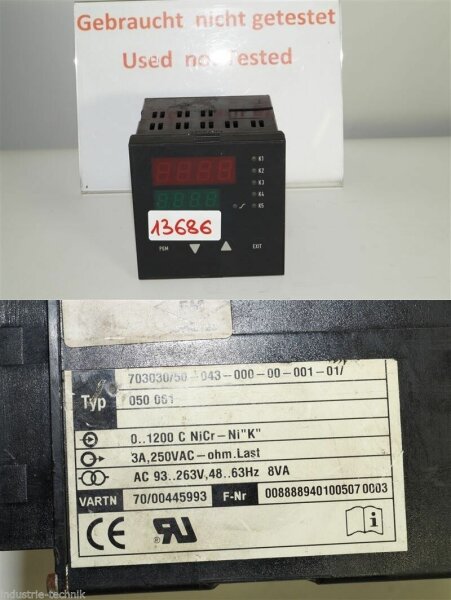 Gebraucht nicht getestet
Used not Tested
K1
K2
K3
K4
K5
13686
PGM
EXIT
703030/50-043-000-00-001-01/
Typ
050 061
0..1200 C NiCr-Ni"K"
3A,250VAC-ohm.Last
AC 93..263V,48..63Hz 8VA
VARTN
70/00445993
F-Nr
0088889401005070003
CE
i
industrie-technik